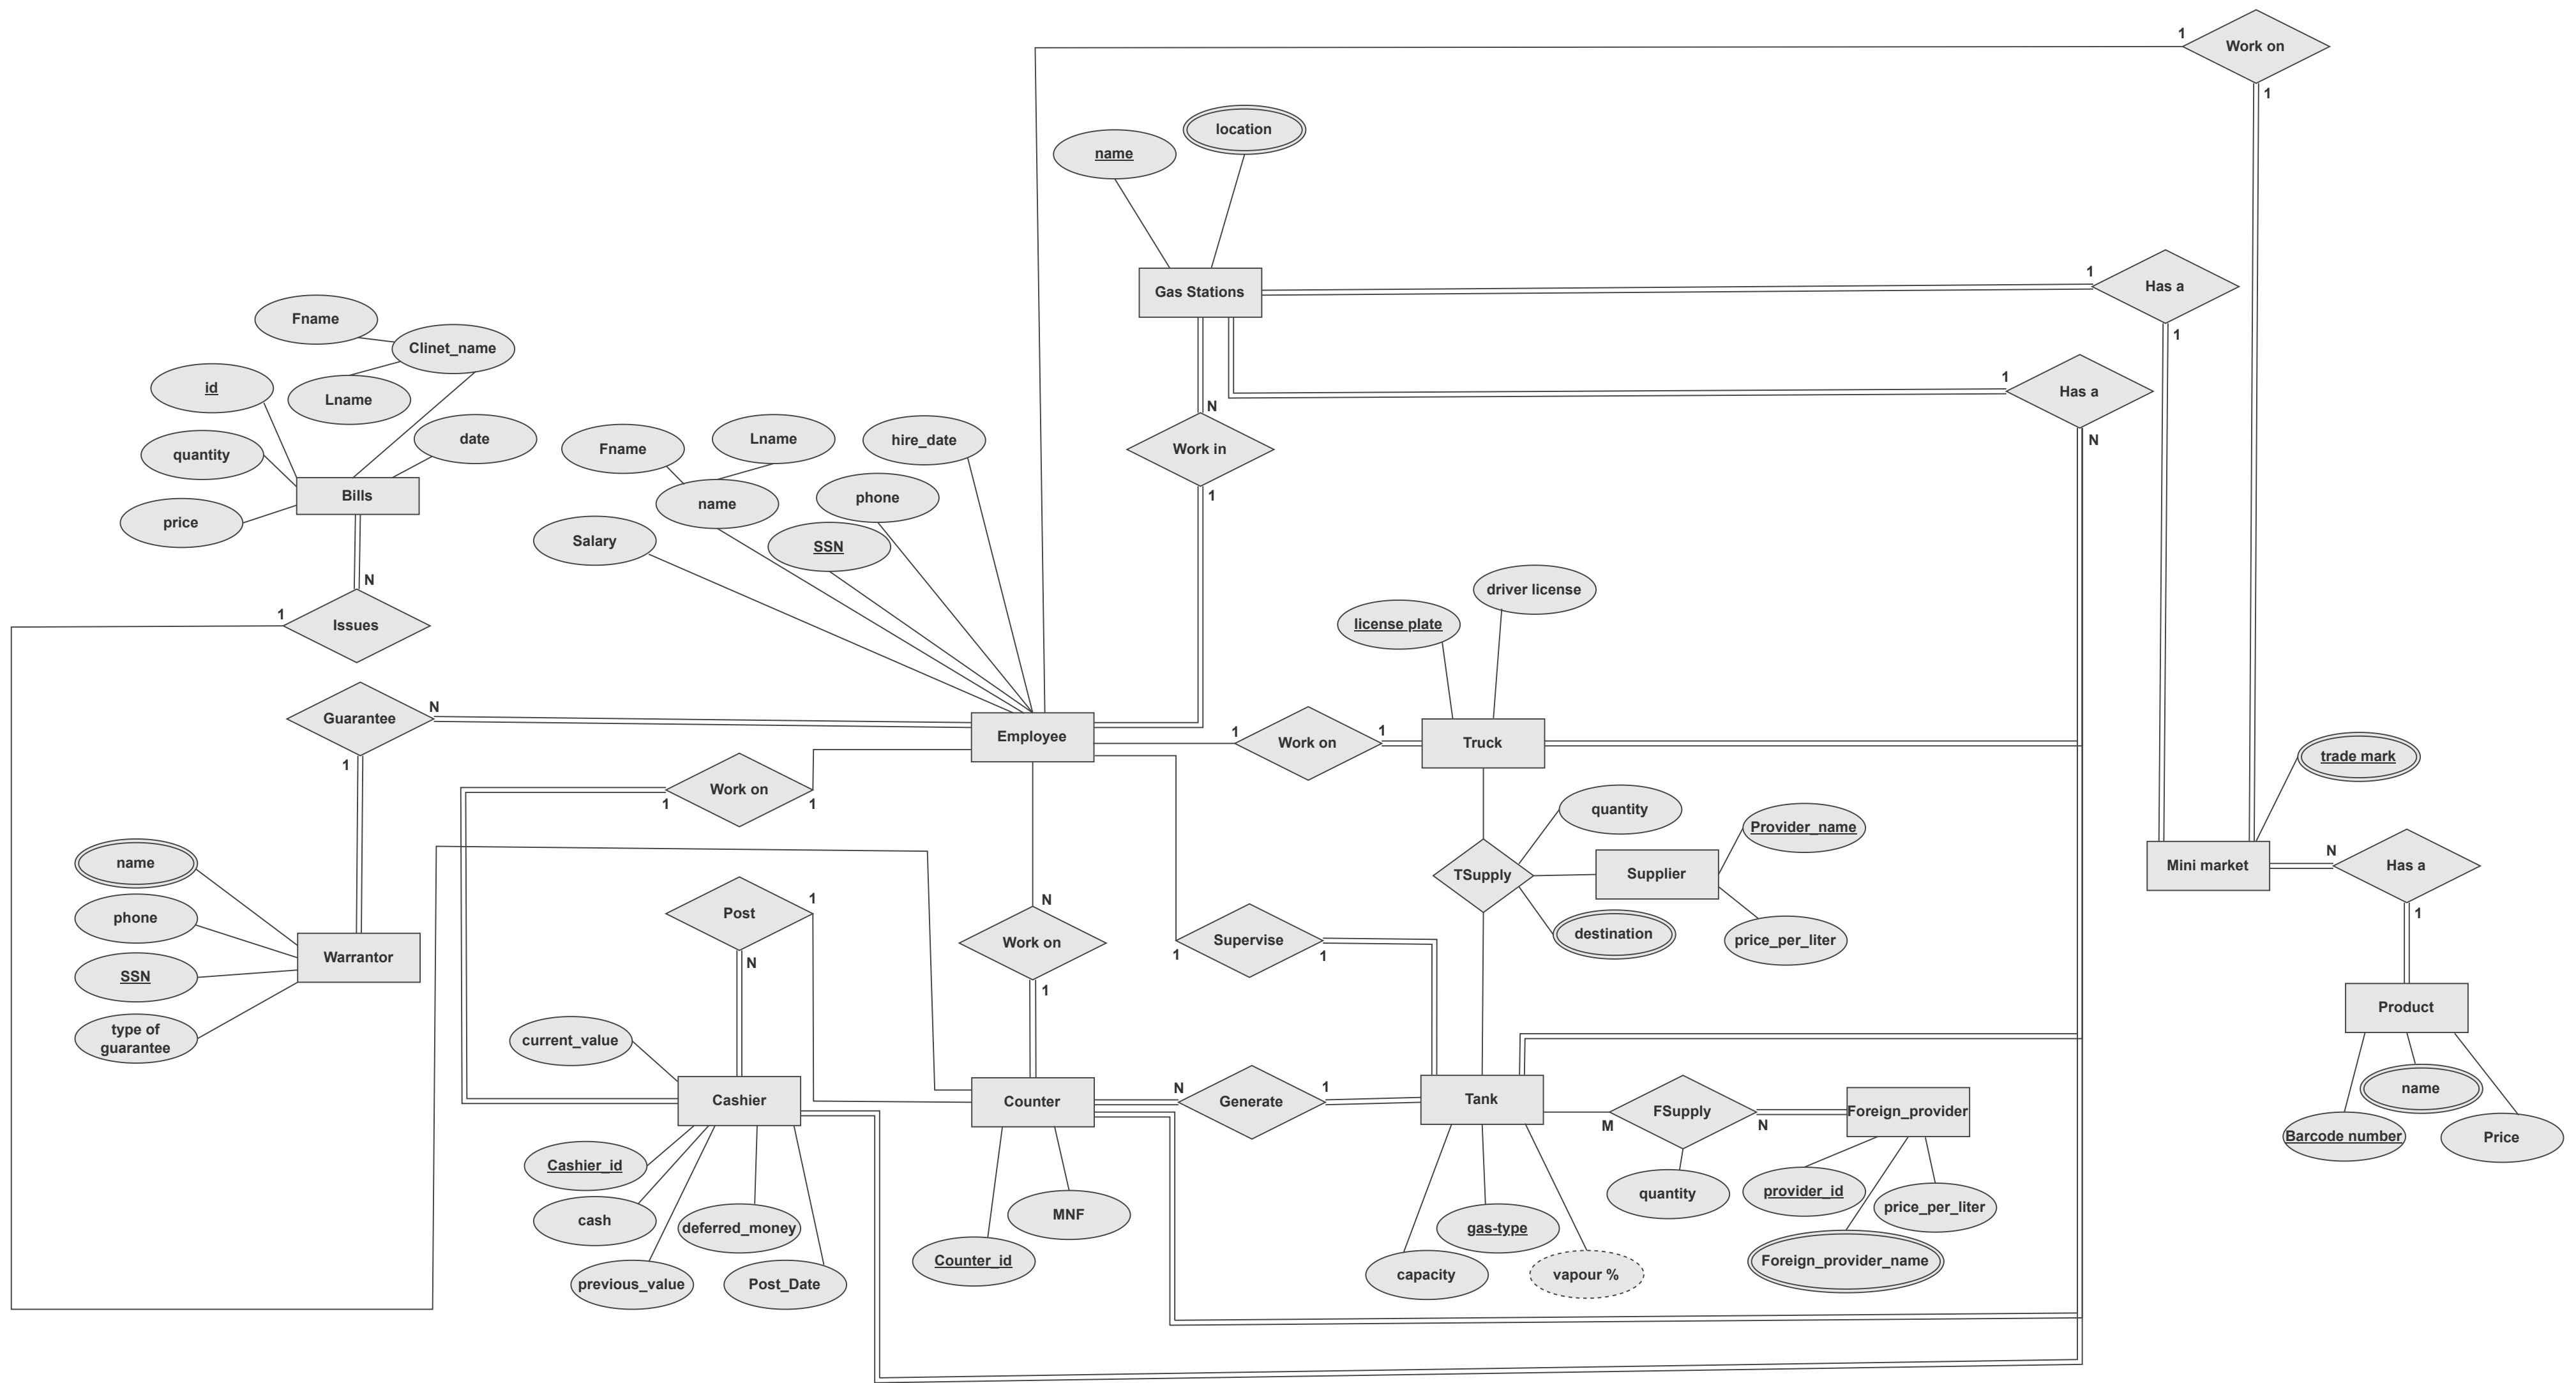 1
Work on
1
location
name
Gas Stations
1
Has a
1
1
Has a
N
N
Work in
1
Fname
Clinet_name
id
Lname
date
quantity
Bills
price
N
1
Issues
Fname
Lname
hire_date
name
phone
Salary
SSN
driver license
license plate
Guarantee
N
1
Employee
1
Work on
1
Truck
Work on
1
1
trade mark
quantity
Provider_name
TSupply
Supplier
destination
price_per_liter
Mini market
N
Has a
1
name
phone
SSN
type of
guarantee
Warrantor
Post
1
N
N
Work on
1
Supervise
1
1
Product
name
Barcode number
Price
current_value
Cashier
Counter
N
Generate
1
Tank
FSupply
M
N
Foreign_provider
Cashier_id
cash
deferred_money
previous_value
Post_Date
MNF
Counter_id
gas-type
capacity
vapour %
quantity
provider_id
price_per_liter
Foreign_provider_name